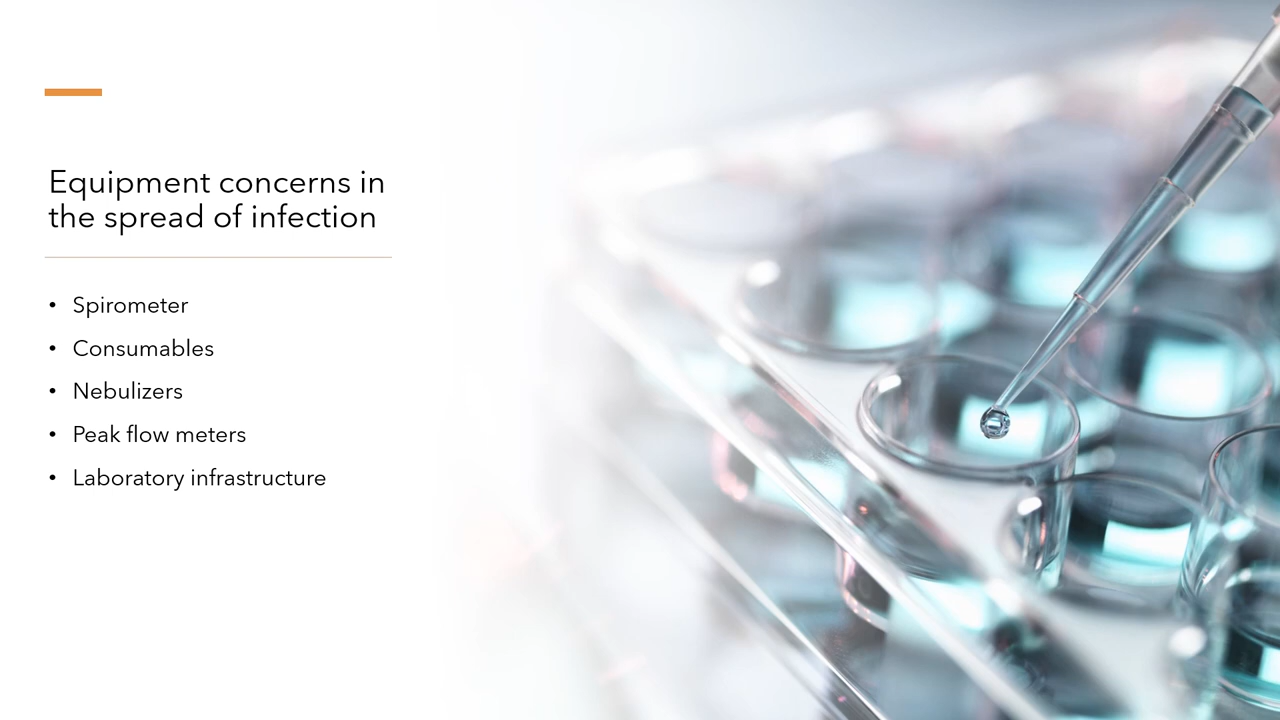 Equipment concerns in
the spread of infection
• Spirometer
• Consumables
• Nebulizers
• Peak flow meters
• Laboratory infrastructure